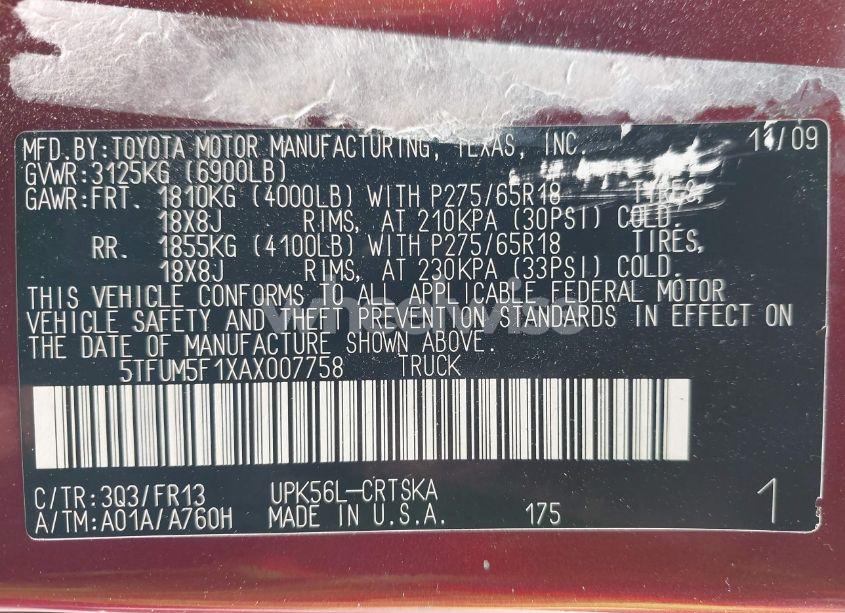 MFD.BY:TOYOTA MOTOR MANUFACTURING, TEXAS, INC. 11/09
GVWR:3125KG (6900LB)
GAWR:FRT. 1810KG (4000LB) WITH P275/65R18 TIRES,
18X8J RIMS, AT 210KPA (30PSI) COLD.
RR. 1855KG (4100LB) WITH P275/65R18 TIRES,
18X8J RIMS, AT 230KPA (33PSI) COLD.
THIS VEHICLE CONFORMS TO ALL APPLICABLE FEDERAL MOTOR
VEHICLE SAFETY AND THEFT PREVENTION STANDARDS IN EFFECT ON
THE DATE OF MANUFACTURE SHOWN ABOVE.
wheelwise
5TFUM5F1XAX007758 TRUCK
C/TR:3Q3/FR13 UPK56L-CRTSKA
A/TM:A01A/A760H MADE IN U.S.A. 175 1